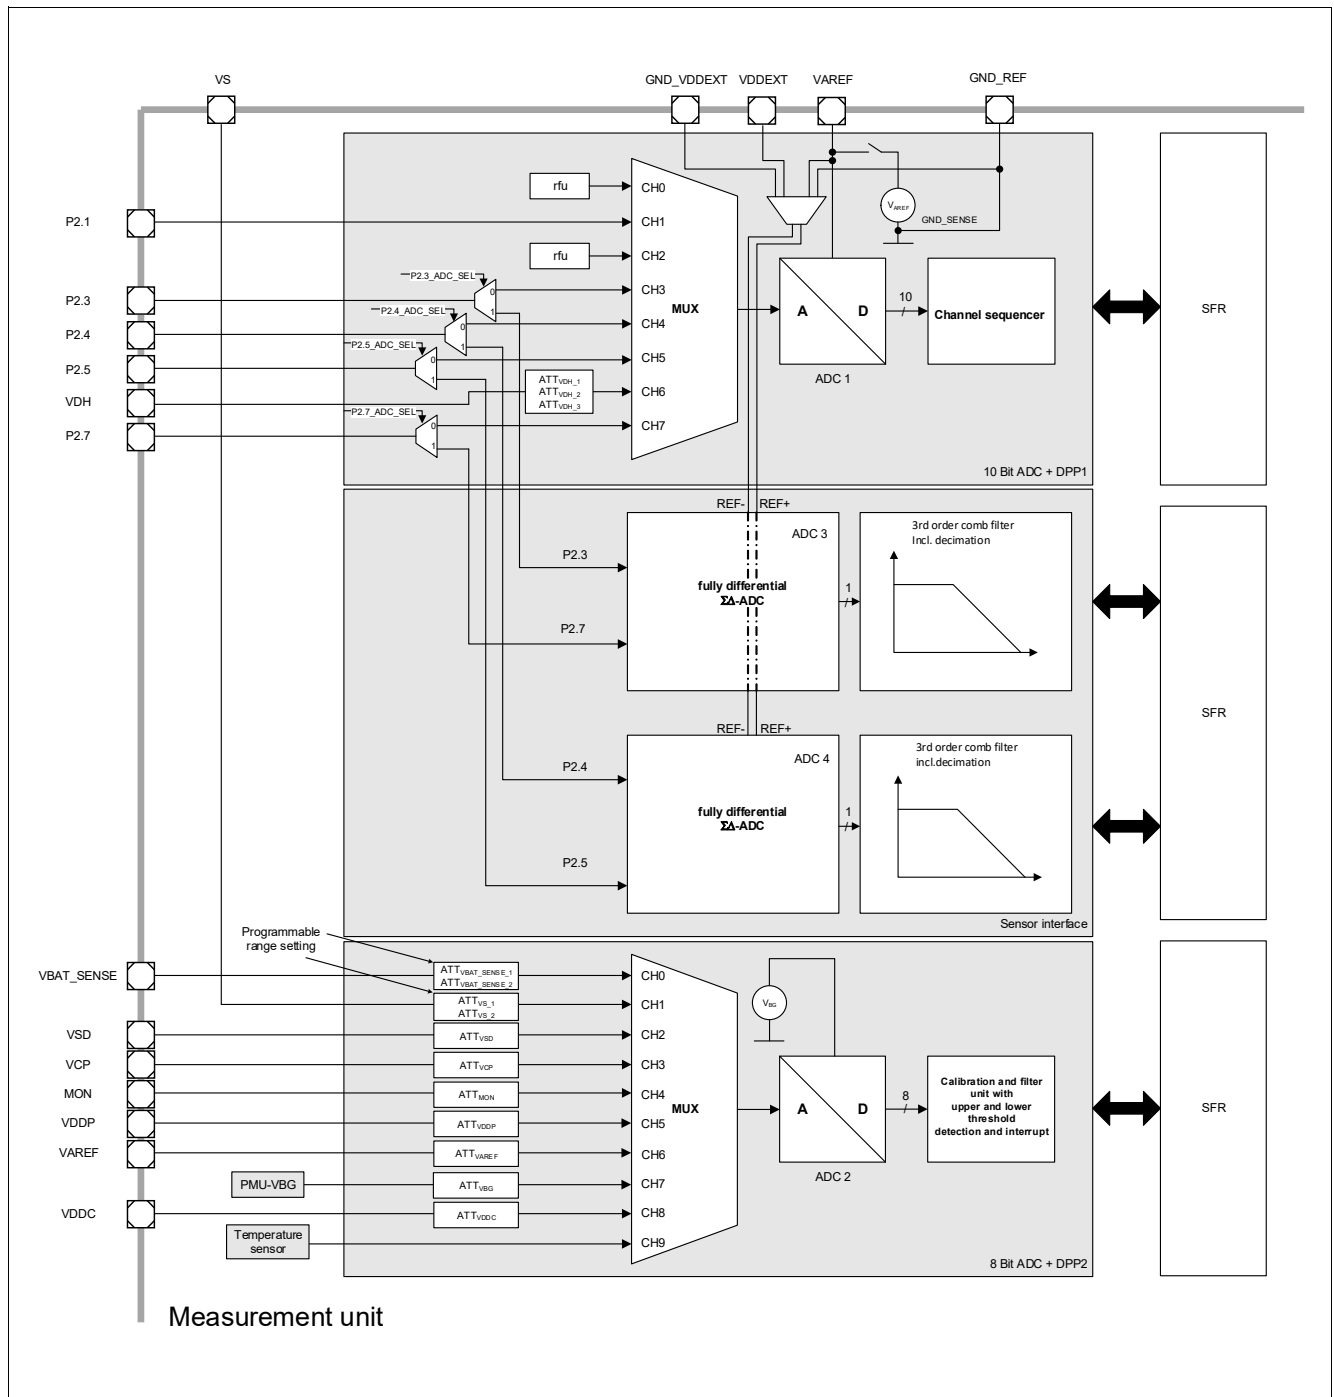 VS
GND_VDDEXT
VDDEXT
VAREF
GND_REF
P2.1
P2.3
P2.4
P2.5
VDH
P2.7
rfu
rfu
P2.3_ADC_SEL
0
1
P2.4_ADC_SEL
0
1
P2.5_ADC_SEL
0
1
P2.7_ADC_SEL
0
1
ATTVDH_1
ATTVDH_2
ATTVDH_3
CH0
CH1
CH2
CH3
CH4
CH5
CH6
CH7
MUX
VAREF
GND_SENSE
A
D
ADC 1
10
Channel sequencer
SFR
10 Bit ADC + DPP1
REF-
REF+
P2.3
P2.7
ADC 3
fully differential
ΣΔ-ADC
1
3rd order comb filter
Incl. decimation
REF-
REF+
P2.4
P2.5
ADC 4
fully differential
ΣΔ-ADC
1
3rd order comb filter
incl.decimation
SFR
Sensor interface
Programmable
range setting
VBAT_SENSE
VSD
VCP
MON
VDDP
VAREF
PMU-VBG
VDDC
Temperature
sensor
ATTVBAT_SENSE_1
ATTVBAT_SENSE_2
ATTVS_1
ATTVS_2
ATTVSD
ATTVCP
ATTMON
ATTVDDP
ATTVAREF
ATTVBG
ATTVDDC
CH0
CH1
CH2
CH3
CH4
CH5
CH6
CH7
CH8
CH9
MUX
VBG
A
D
ADC 2
8
Calibration and filter
unit with
upper and lower
threshold
detection and interrupt
SFR
8 Bit ADC + DPP2
Measurement unit